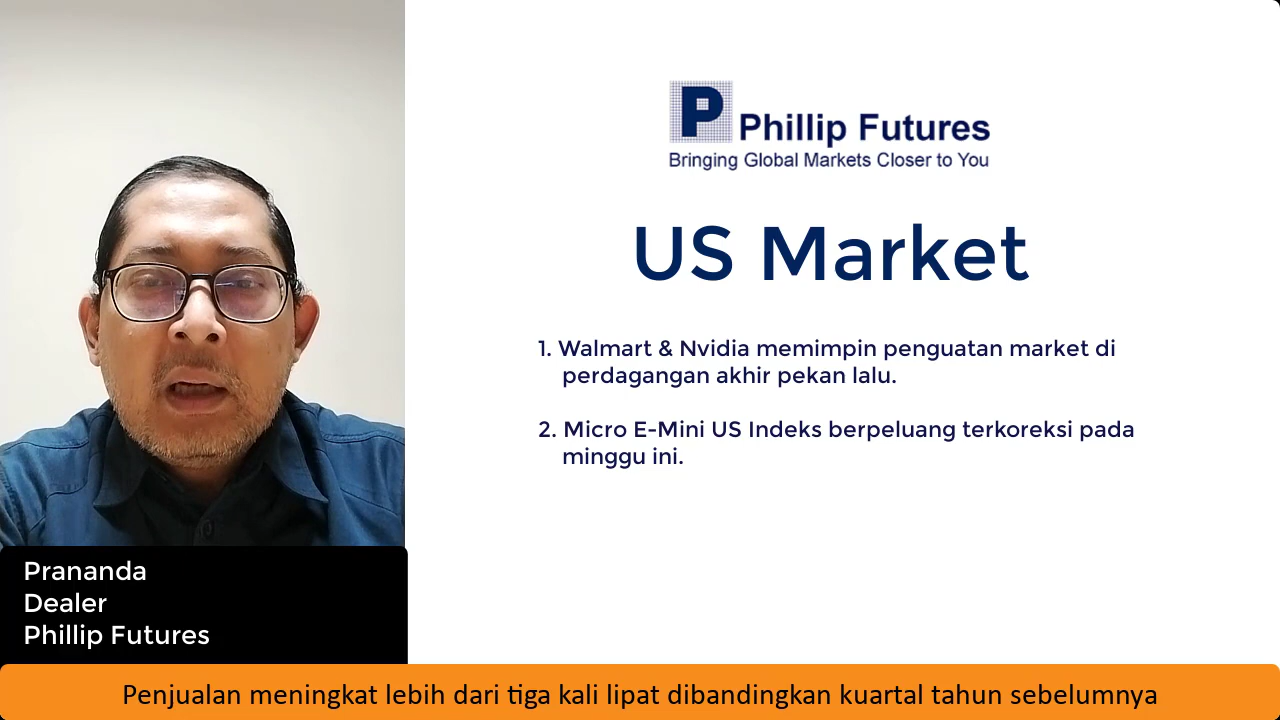 P Phillip Futures
Bringing Global Markets Closer to You
US Market
1. Walmart & Nvidia memimpin penguatan market di
perdagangan akhir pekan lalu.
2. Micro E-Mini US Indeks berpeluang terkoreksi pada
minggu ini.
Prananda
Dealer
Phillip Futures
Penjualan meningkat lebih dari tiga kali lipat dibandingkan kuartal tahun sebelumnya